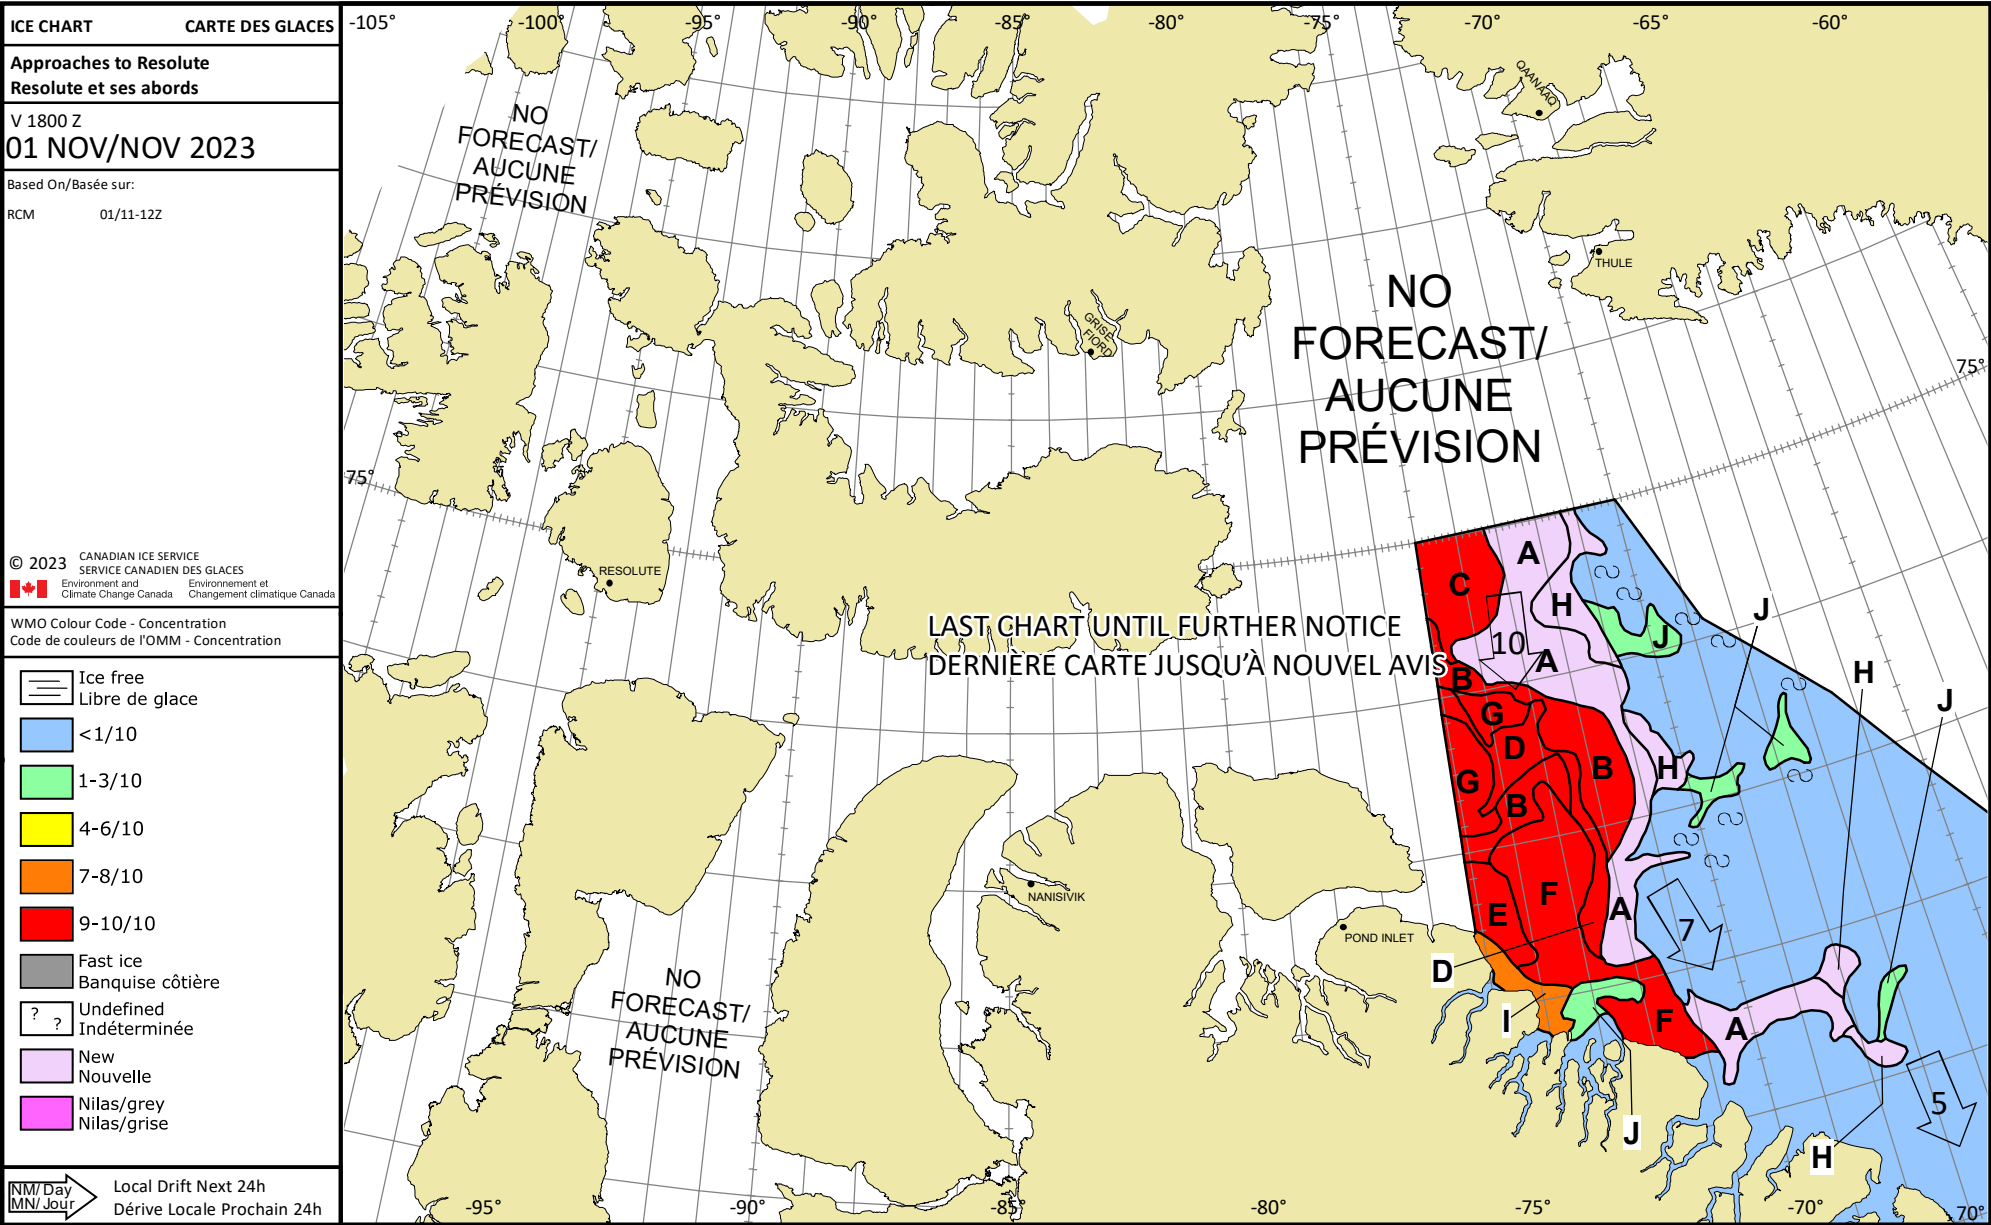 ICE CHART CARTE DES GLACES
Approaches to Resolute
Resolute et ses abords
V 1800 Z
01 NOV/NOV 2023
Based On/Basée sur:
RCM 01/11-12Z
© 2023 CANADIAN ICE SERVICE
SERVICE CANADIEN DES GLACES
Environment and Environnement et
Climate Change Canada Changement climatique Canada
WMO Colour Code - Concentration
Code de couleurs de l'OMM - Concentration
Ice free
Libre de glace
<1/10
1-3/10
4-6/10
7-8/10
9-10/10
Fast ice
Banquise côtière
? ?
Undefined
Indéterminée
New
Nouvelle
Nilas/grey
Nilas/grise
NM/Day
MN/Jour
Local Drift Next 24h
Dérive Locale Prochain 24h
-105° -100° -95° -90° -85° -80° -75° -70° -65° -60°
NO
FORECAST/
AUCUNE
PRÉVISION
QAANAAQ
THULE
GRISE
FIORD
NO
FORECAST/
AUCUNE
PRÉVISION
75°
75°
RESOLUTE
LAST CHART UNTIL FURTHER NOTICE
DERNIÈRE CARTE JUSQU'À NOUVEL AVIS
A
C
H
J
J
10
A
B
H
J
G
D
B
H
G
B
NANISIVIK
F
E
A
7
POND INLET
D
I
F
A
J
5
H
NO
FORECAST/
AUCUNE
PRÉVISION
-95° -90° -85° -80° -75° -70° 70°